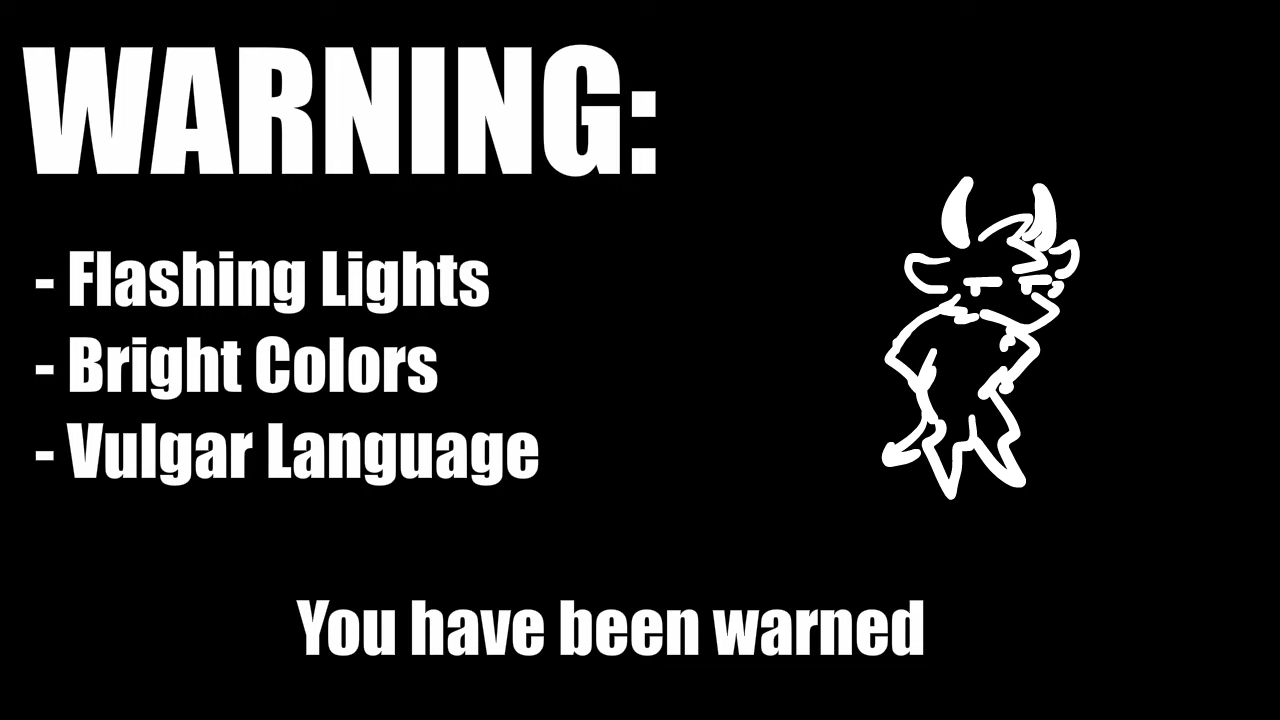 WARNING:
- Flashing Lights
- Bright Colors
- Vulgar Language
You have been warned